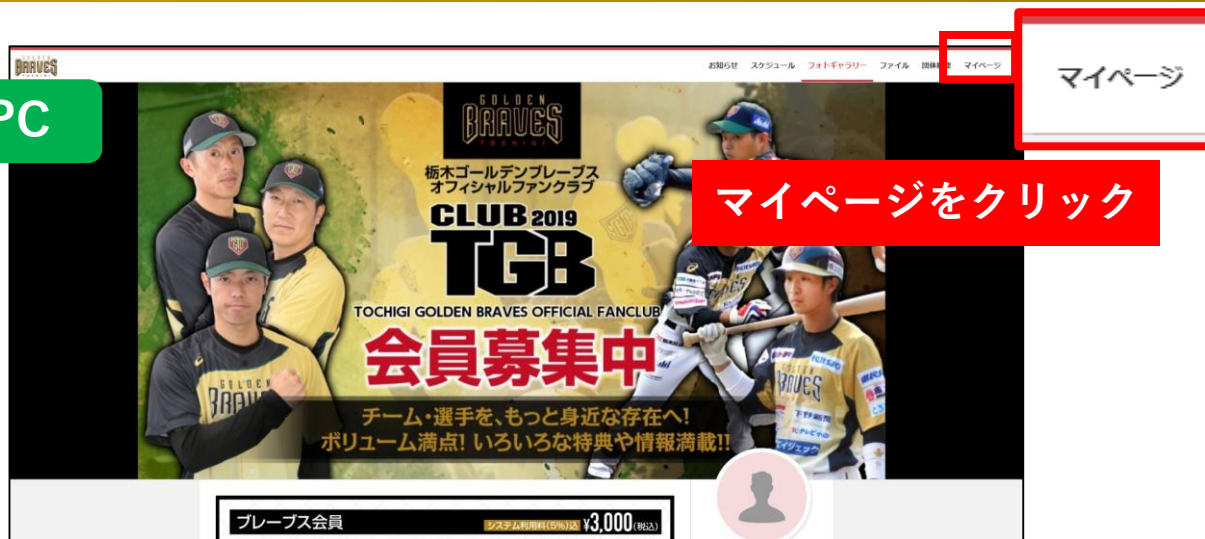 GOLDEN
BRAVES
お知らせ スケジュール フォトギャラリー ファイル マイページ
マイページ
PC
GOLDEN
BRAVES
TOCHIGI
栃木ゴールデンブレーブス
オフィシャルファンクラブ
マイページをクリック
CLUB 2019
TGB
TOCHIGI GOLDEN BRAVES OFFICIAL FANCLUB
会員募集中
GOLDEN
チーム・選手を、もっと身近な存在へ!
ボリューム満点! いろいろな特典や情報満載!!
下野新聞
ブレーブス会員 システム利用料(5%)込 ¥3,000(税込)